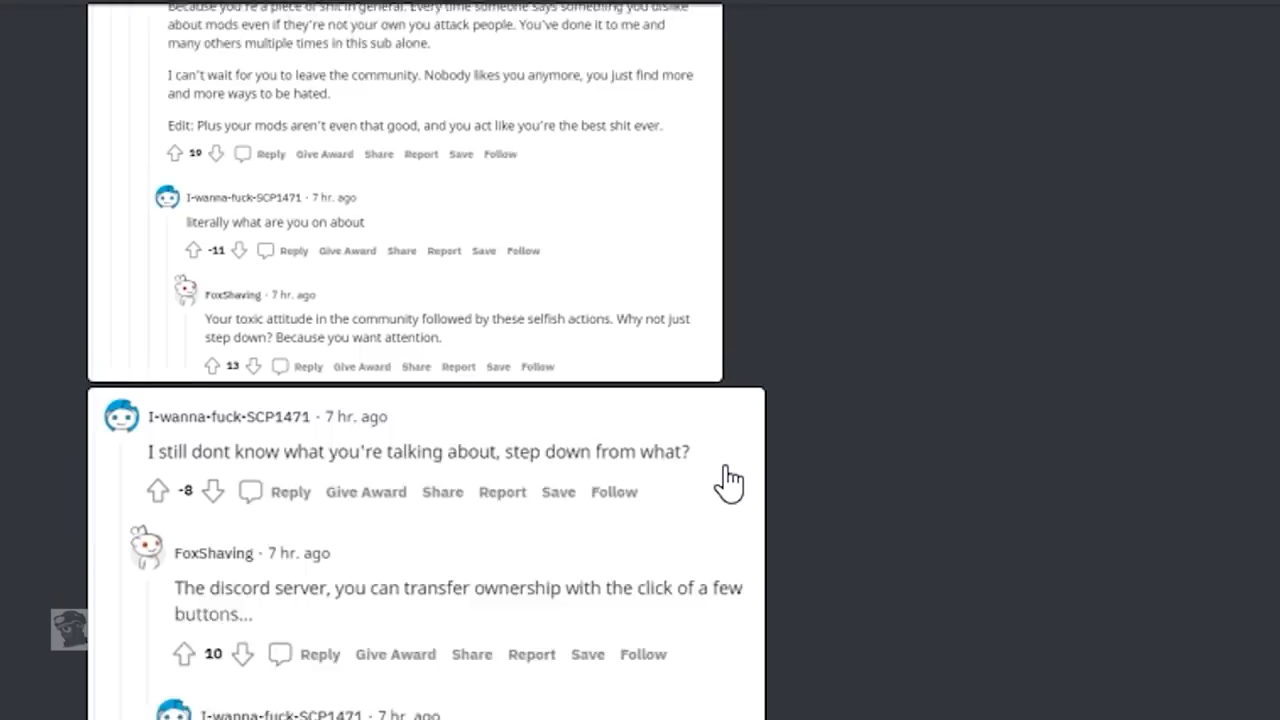 Because you're a piece of shit in general. Every time someone says something you dislike
about mods even if they're not your own you attack people. You've done it to me and
many others multiple times in this sub alone.
I can't wait for you to leave the community. Nobody likes you anymore, you just find more
and more ways to be hated.
Edit: Plus your mods aren't even that good, and you act like you're the best shit ever.
19 Reply Give Award Share Report Save Follow
I-wanna-fuck-SCP1471 · 7 hr. ago
literally what are you on about
-11 Reply Give Award Share Report Save Follow
FoxShaving · 7 hr. ago
Your toxic attitude in the community followed by these selfish actions. Why not just
step down? Because you want attention.
13 Reply Give Award Share Report Save Follow
I-wanna-fuck-SCP1471 · 7 hr. ago
I still dont know what you're talking about, step down from what?
-8 Reply Give Award Share Report Save Follow
FoxShaving · 7 hr. ago
The discord server, you can transfer ownership with the click of a few
buttons...
10 Reply Give Award Share Report Save Follow
I-wanna-fuck-SCP1471 · 7 hr. ago